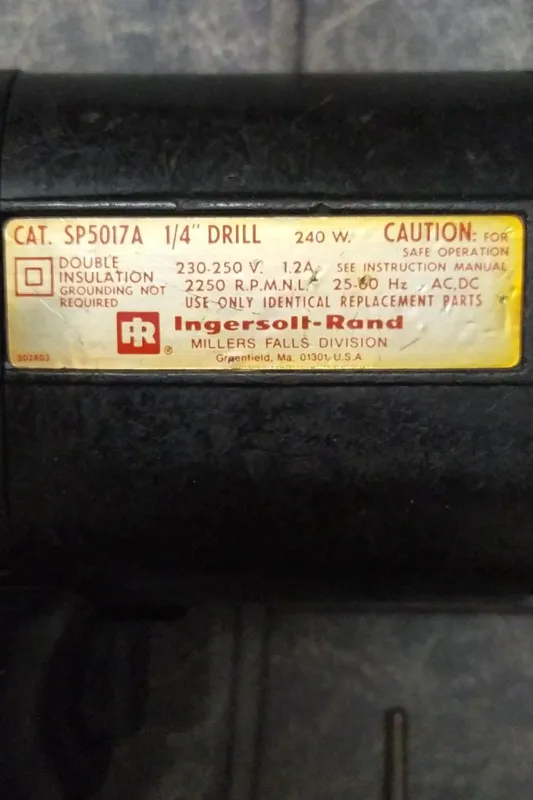 CAT. SP5017A 1/4" DRILL 240 W. CAUTION: FOR
SAFE OPERATION
DOUBLE INSULATION 230-250 V. 1.2A. SEE INSTRUCTION MANUAL
GROUNDING NOT REQUIRED 2250 R.P.M.N.L. 25-60 Hz AC,DC
USE ONLY IDENTICAL REPLACEMENT PARTS
IR ® Ingersoll-Rand
MILLERS FALLS DIVISION
202802 Greenfield, Ma. 01301, U.S.A.